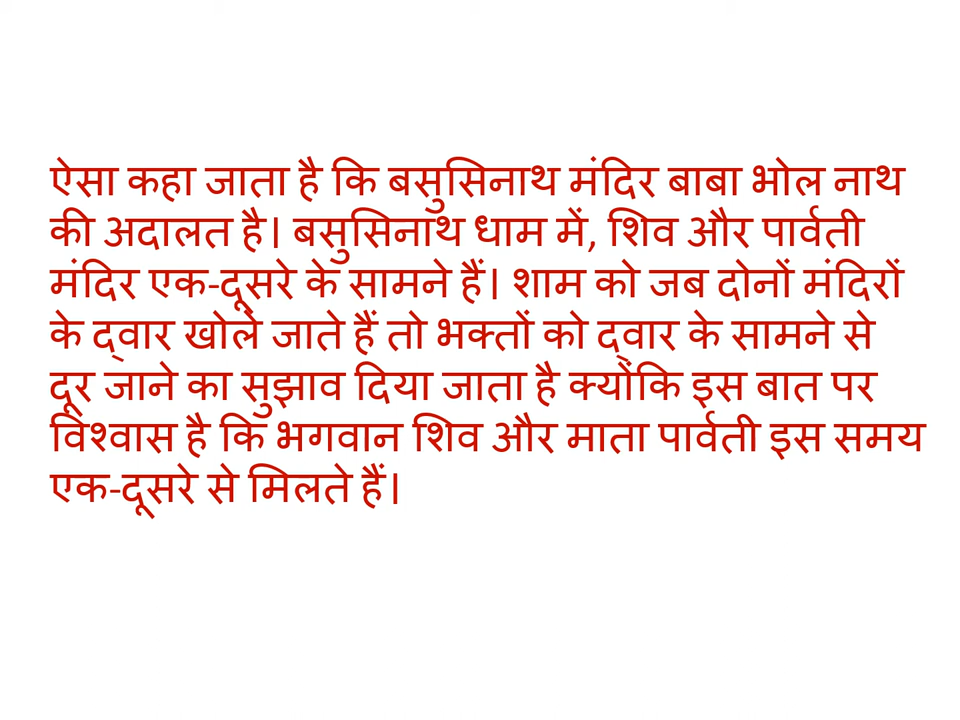 ऐसा कहा जाता है कि बसुसिनाथ मंदिर बाबा भोल नाथ
की अदालत है। बसुसिनाथ धाम में, शिव और पार्वती
मंदिर एक-दूसरे के सामने हैं। शाम को जब दोनों मंदिरों
के द्वार खोले जाते हैं तो भक्तों को द्वार के सामने से
दूर जाने का सुझाव दिया जाता है क्योंकि इस बात पर
विश्वास है कि भगवान शिव और माता पार्वती इस समय
एक-दूसरे से मिलते हैं।